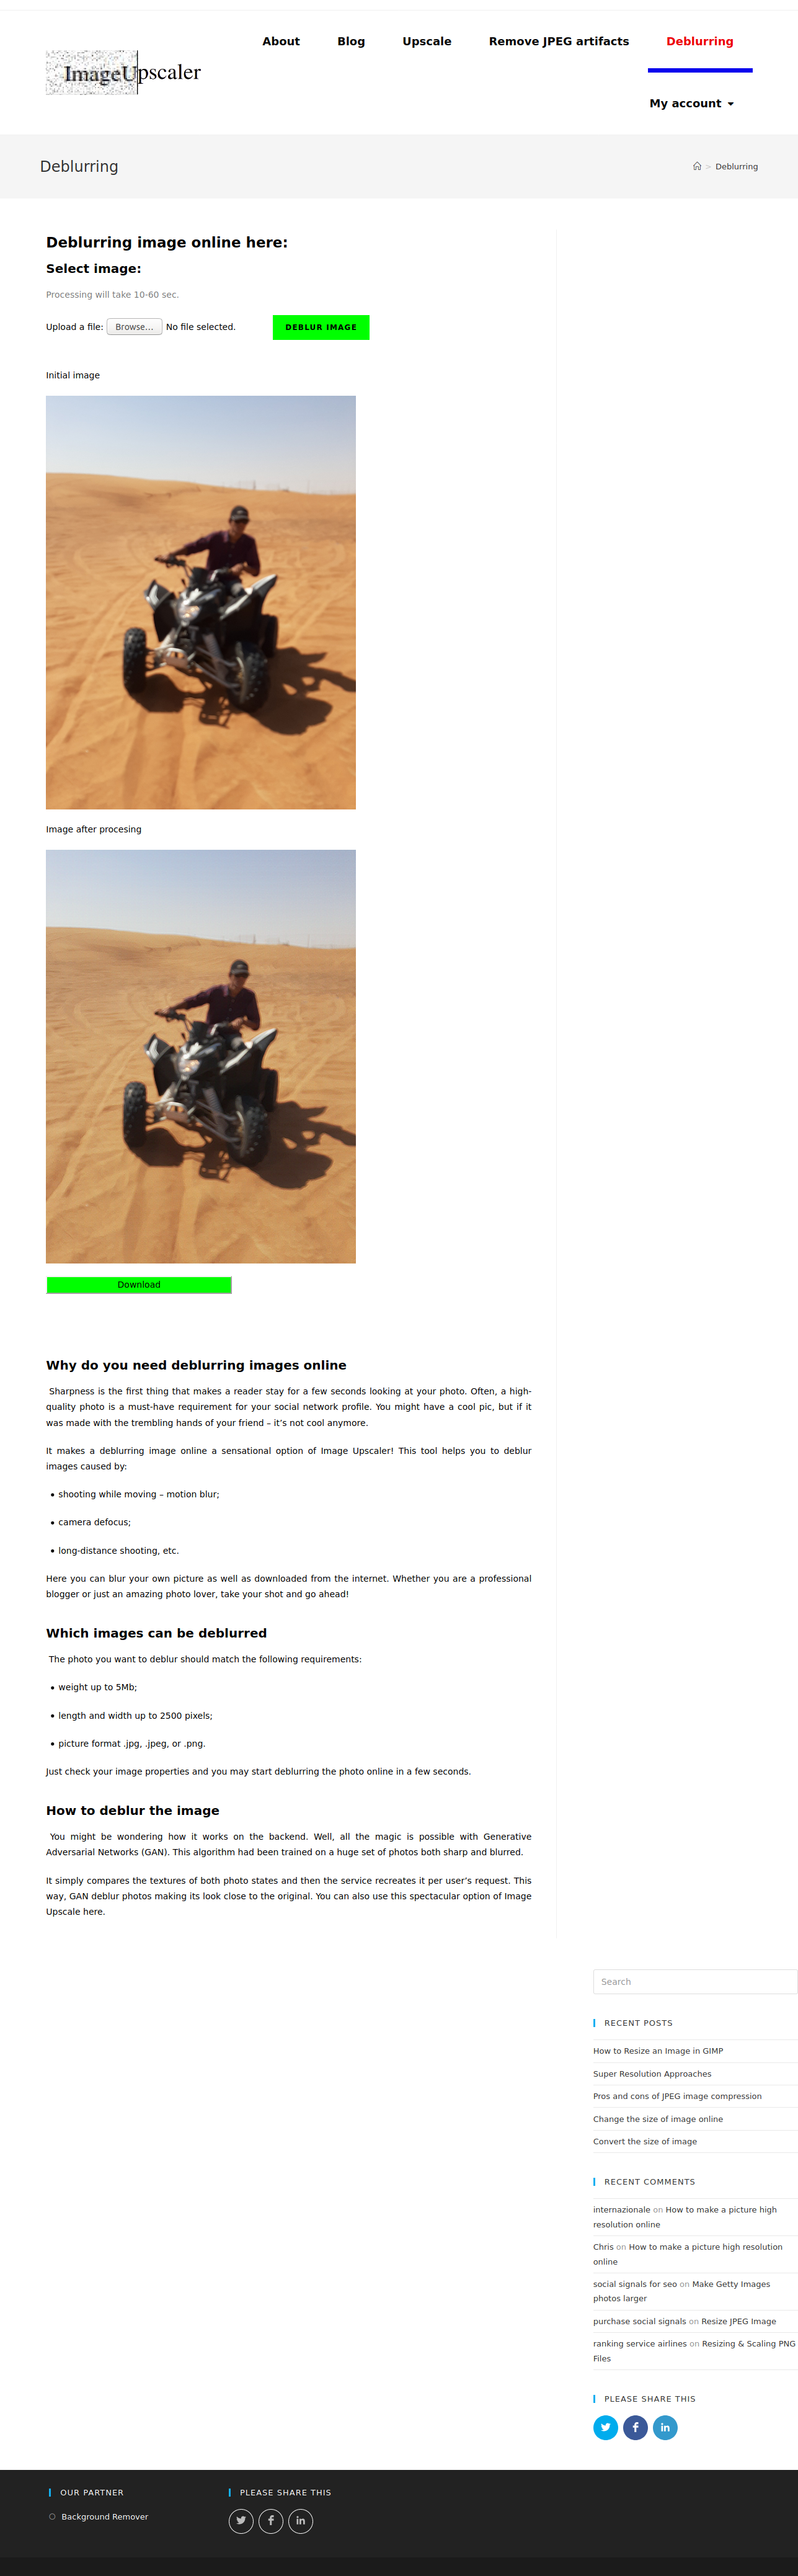 ImageUpscaler
About Blog Upscale Remove JPEG artifacts Deblurring
My account
Deblurring
> Deblurring
Deblurring image online here:
Select image:
Processing will take 10-60 sec.
Upload a file: Browse... No file selected. DEBLUR IMAGE
Initial image
Image after procesing
Download
Why do you need deblurring images online
Sharpness is the first thing that makes a reader stay for a few seconds looking at your photo. Often, a high-
quality photo is a must-have requirement for your social network profile. You might have a cool pic, but if it
was made with the trembling hands of your friend – it’s not cool anymore.
It makes a deblurring image online a sensational option of Image Upscaler! This tool helps you to deblur
images caused by:
• shooting while moving – motion blur;
• camera defocus;
• long-distance shooting, etc.
Here you can blur your own picture as well as downloaded from the internet. Whether you are a professional
blogger or just an amazing photo lover, take your shot and go ahead!
Which images can be deblurred
The photo you want to deblur should match the following requirements:
• weight up to 5Mb;
• length and width up to 2500 pixels;
• picture format .jpg, .jpeg, or .png.
Just check your image properties and you may start deblurring the photo online in a few seconds.
How to deblur the image
You might be wondering how it works on the backend. Well, all the magic is possible with Generative
Adversarial Networks (GAN). This algorithm had been trained on a huge set of photos both sharp and blurred.
It simply compares the textures of both photo states and then the service recreates it per user’s request. This
way, GAN deblur photos making its look close to the original. You can also use this spectacular option of Image
Upscale here.
Search
RECENT POSTS
How to Resize an Image in GIMP
Super Resolution Approaches
Pros and cons of JPEG image compression
Change the size of image online
Convert the size of image
RECENT COMMENTS
internazionale on How to make a picture high
resolution online
Chris on How to make a picture high resolution
online
social signals for seo on Make Getty Images
photos larger
purchase social signals on Resize JPEG Image
ranking service airlines on Resizing & Scaling PNG
Files
PLEASE SHARE THIS
OUR PARTNER
Background Remover
PLEASE SHARE THIS